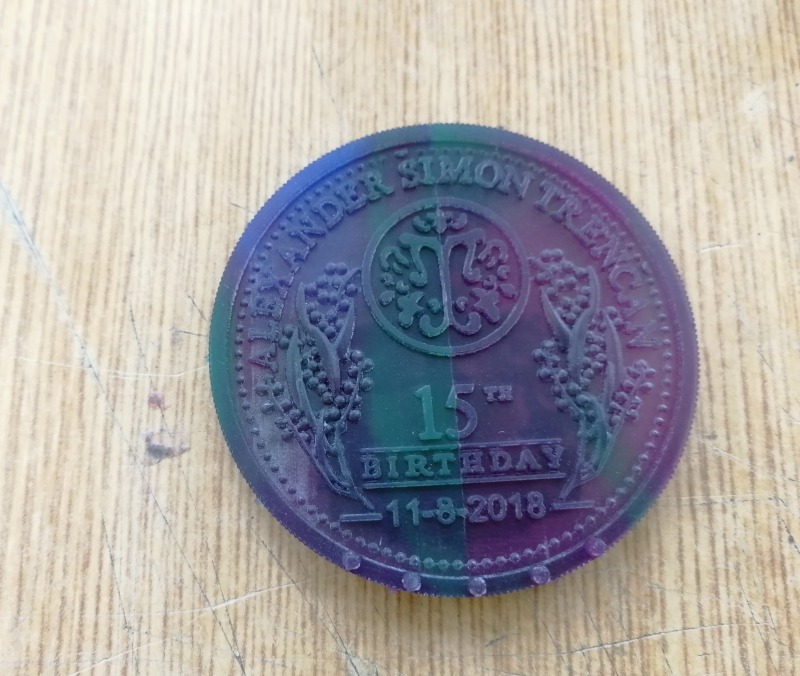 ALEXANDER SIMON TRENCAN
15TH
BIRTHDAY
11-8-2018